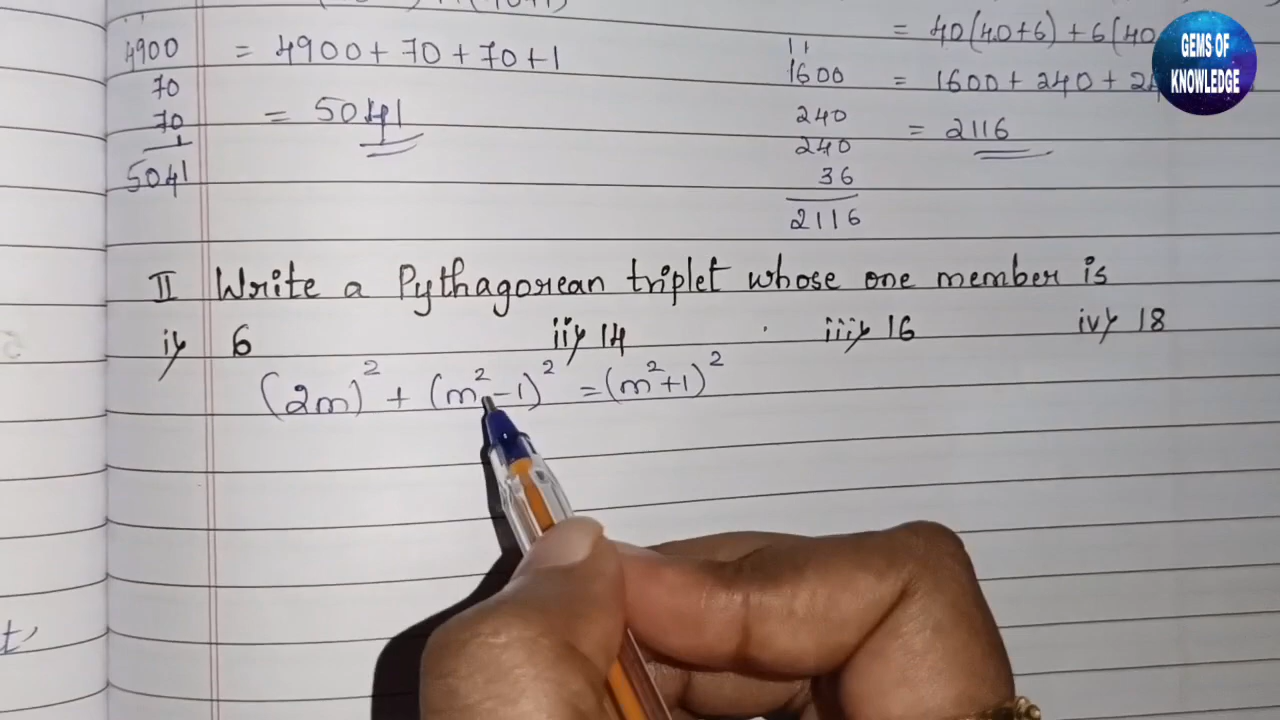 4900 = 4900 + 70 + 70 + 1
70
70
1
= 5041
5041
= 40(40+6) + 6(40
1600 = 1600 + 240 +
240
240
36
2116
= 2116
GEMS OF
KNOWLEDGE
II Write a Pythagorean triplet whose one member is
i) 6 ii) 14 iii) 16 iv) 18
(2m)² + (m²-1)² = (m²+1)²